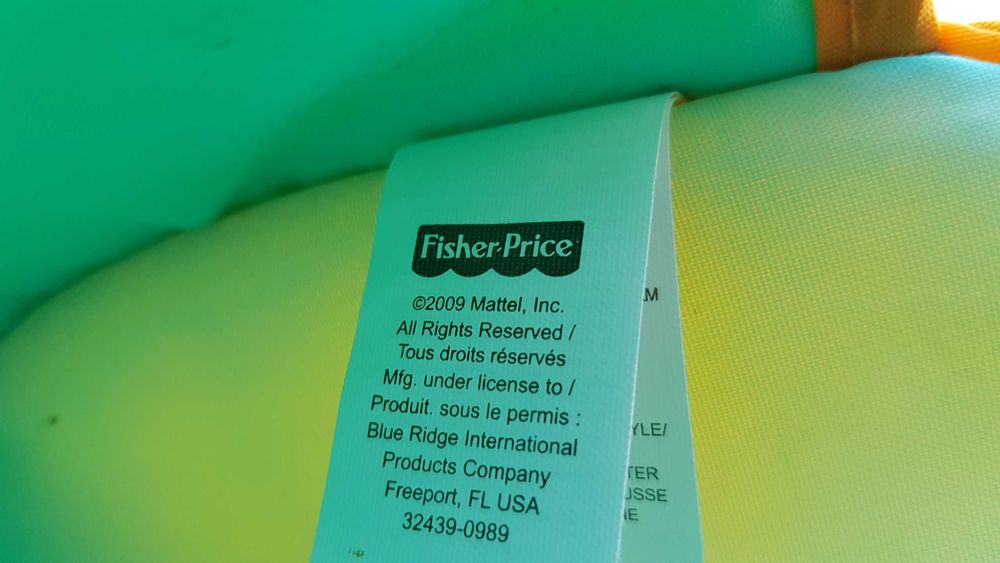 Fisher-Price
©2009 Mattel, Inc.
All Rights Reserved /
Tous droits réservés
Mfg. under license to /
Produit. sous le permis :
Blue Ridge International
Products Company
Freeport, FL USA
32439-0989